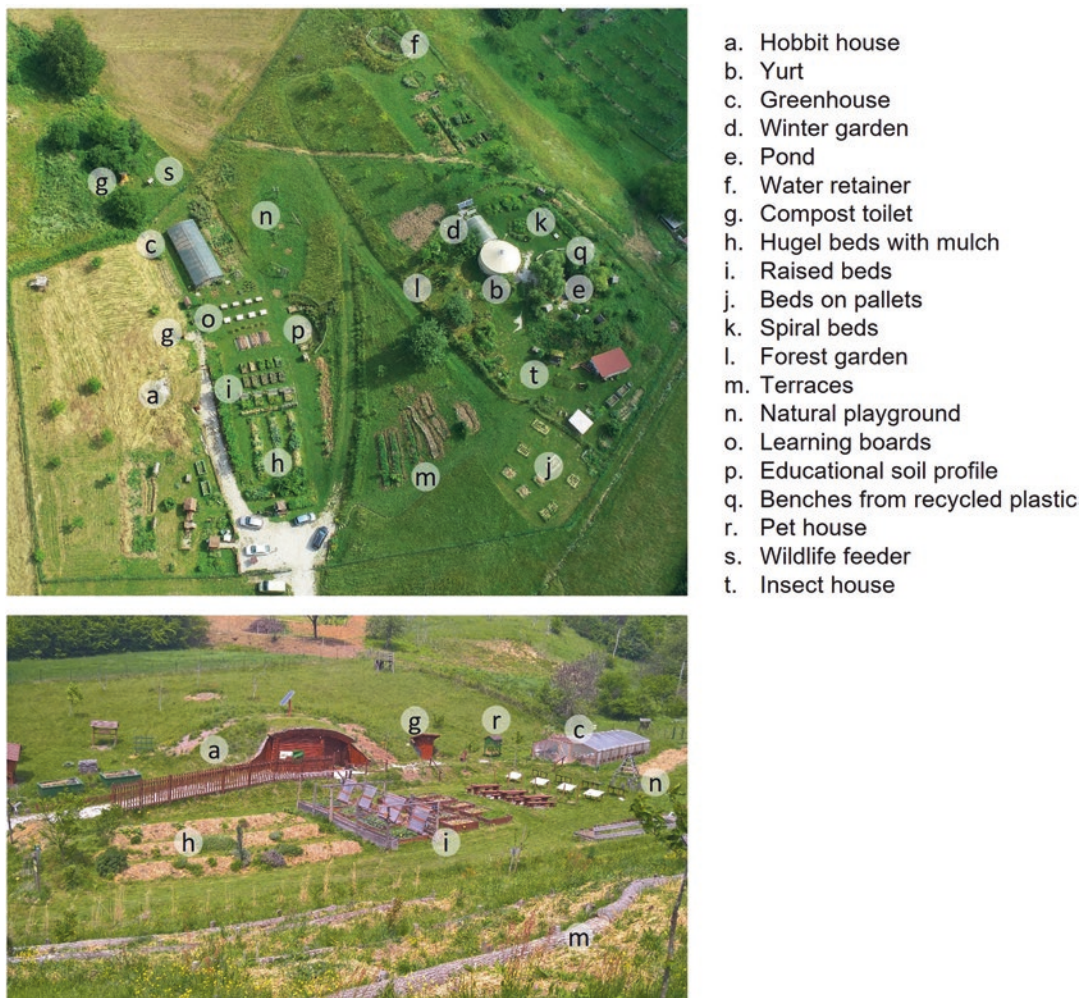 f
s
g
n
c
k
d
q
l
b
e
o
g
p
t
i
a
h
m
j
a. Hobbit house
b. Yurt
c. Greenhouse
d. Winter garden
e. Pond
f. Water retainer
g. Compost toilet
h. Hugel beds with mulch
i. Raised beds
j. Beds on pallets
k. Spiral beds
l. Forest garden
m. Terraces
n. Natural playground
o. Learning boards
p. Educational soil profile
q. Benches from recycled plastic
r. Pet house
s. Wildlife feeder
t. Insect house
a
g
r
c
n
h
i
m